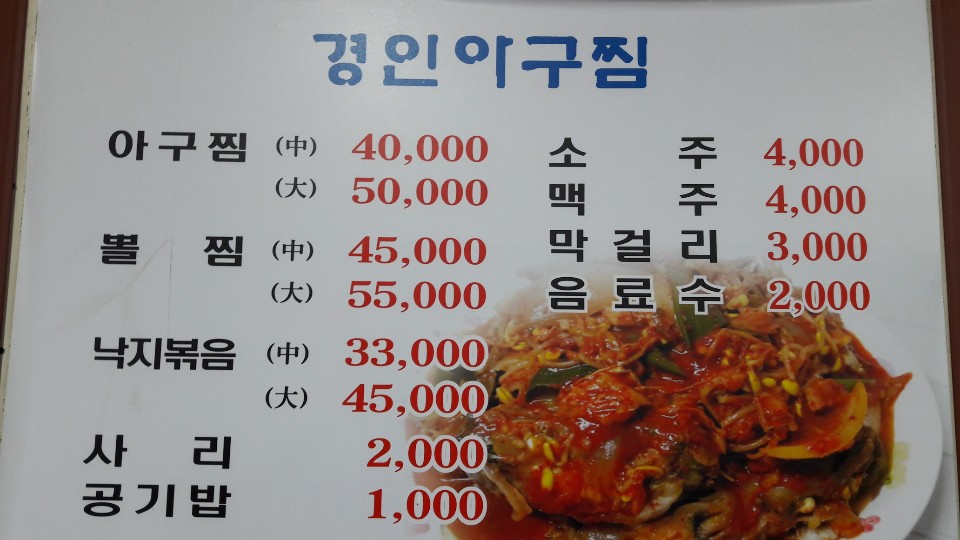 경인아구찜
아구찜 (中) 40,000
(大) 50,000
뽈찜 (中) 45,000
(大) 55,000
낙지볶음 (中) 33,000
(大) 45,000
사리 2,000
공기밥 1,000
소주 4,000
맥주 4,000
막걸리 3,000
음료수 2,000